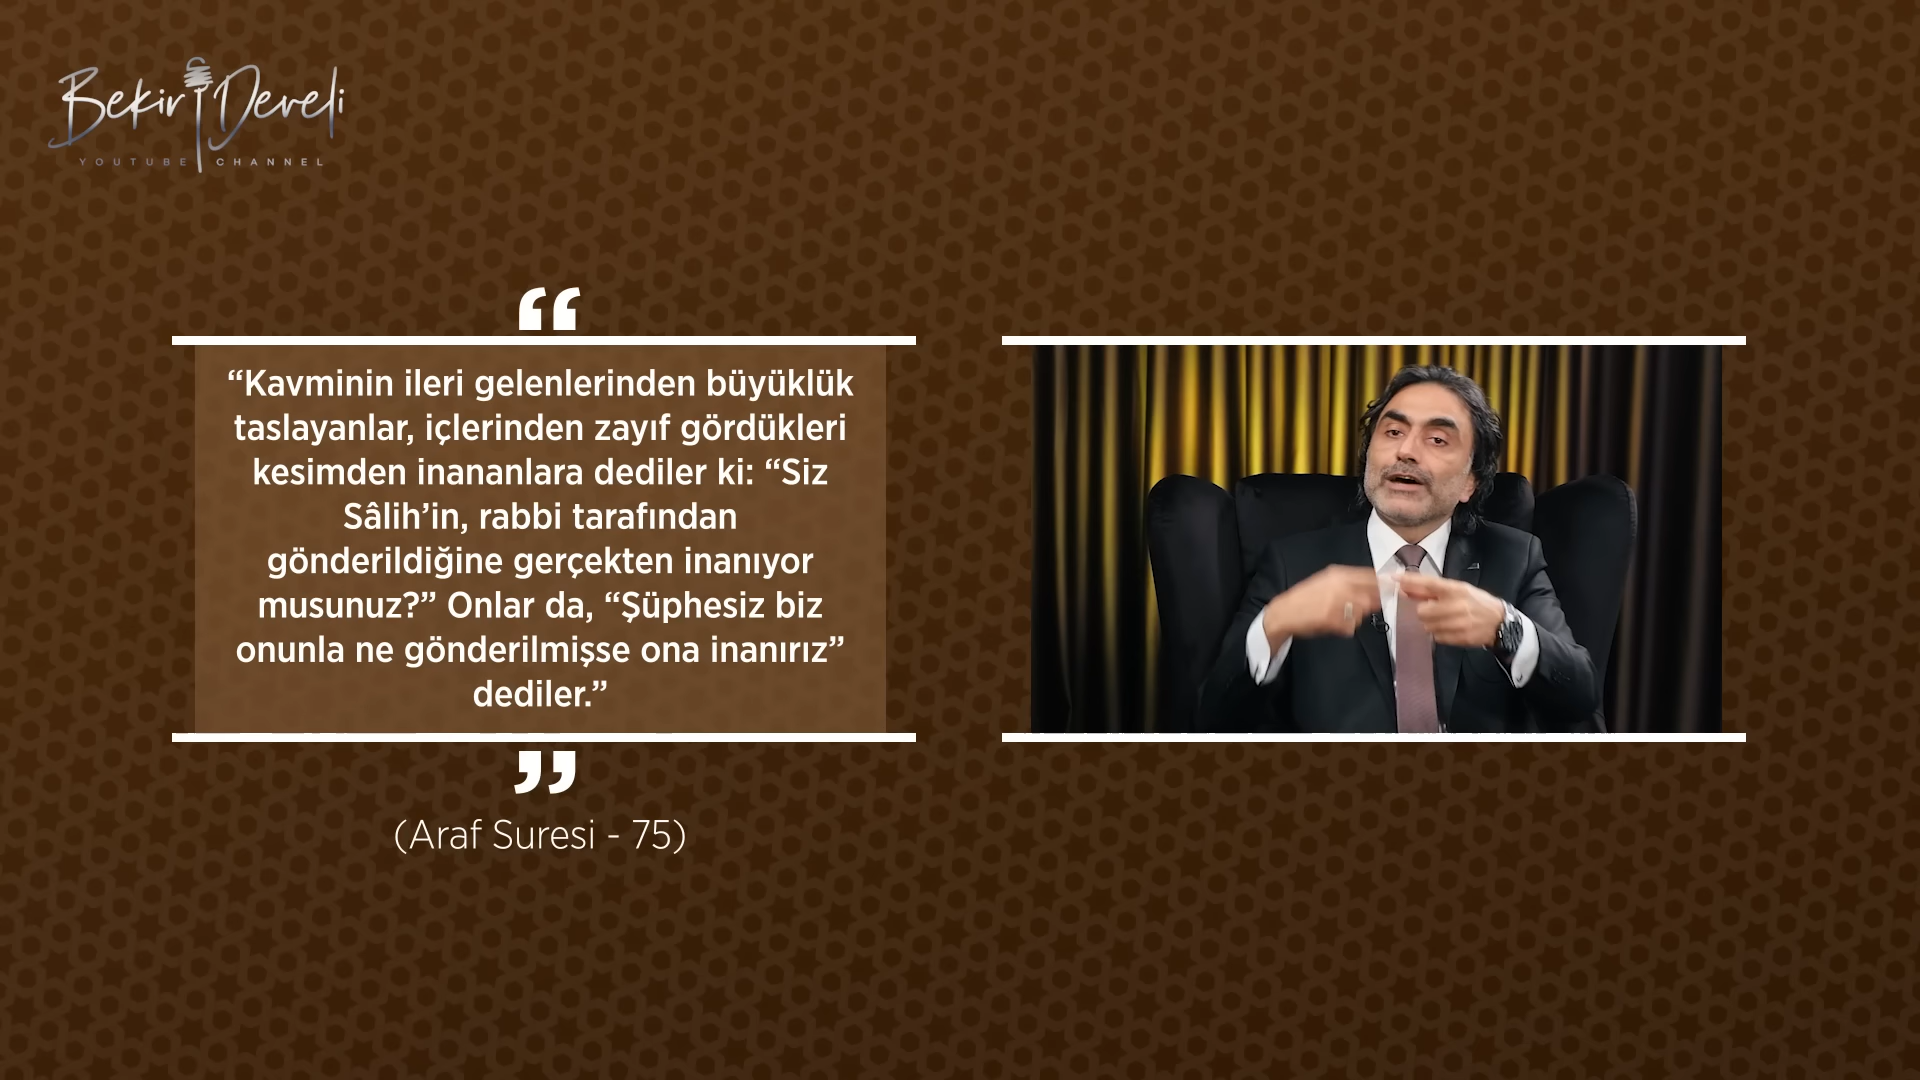 Bekir Develi
YOUTUBE CHANNEL
“
“Kavminin ileri gelenlerinden büyüklük
taslayanlar, içlerinden zayıf gördükleri
kesimden inananlara dediler ki: “Siz
Sâlih’in, rabbi tarafından
gönderildiğine gerçekten inanıyor
musunuz?” Onlar da, “Şüphesiz biz
onunla ne gönderilmişse ona inanırız”
dediler.”
”
(Araf Suresi - 75)